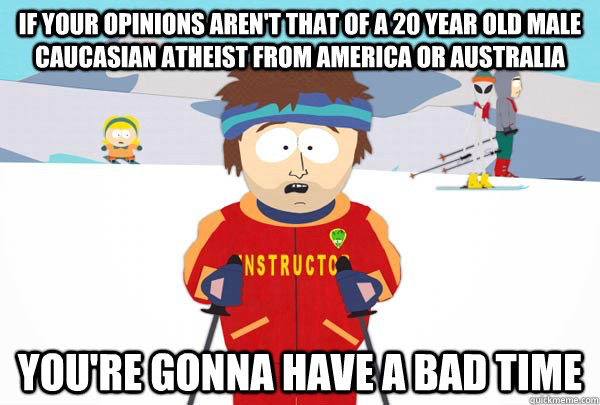 IF YOUR OPINIONS AREN'T THAT OF A 20 YEAR OLD MALE
CAUCASIAN ATHEIST FROM AMERICA OR AUSTRALIA
INSTRUCTO
YOU'RE GONNA HAVE A BAD TIME
quickmeme.com